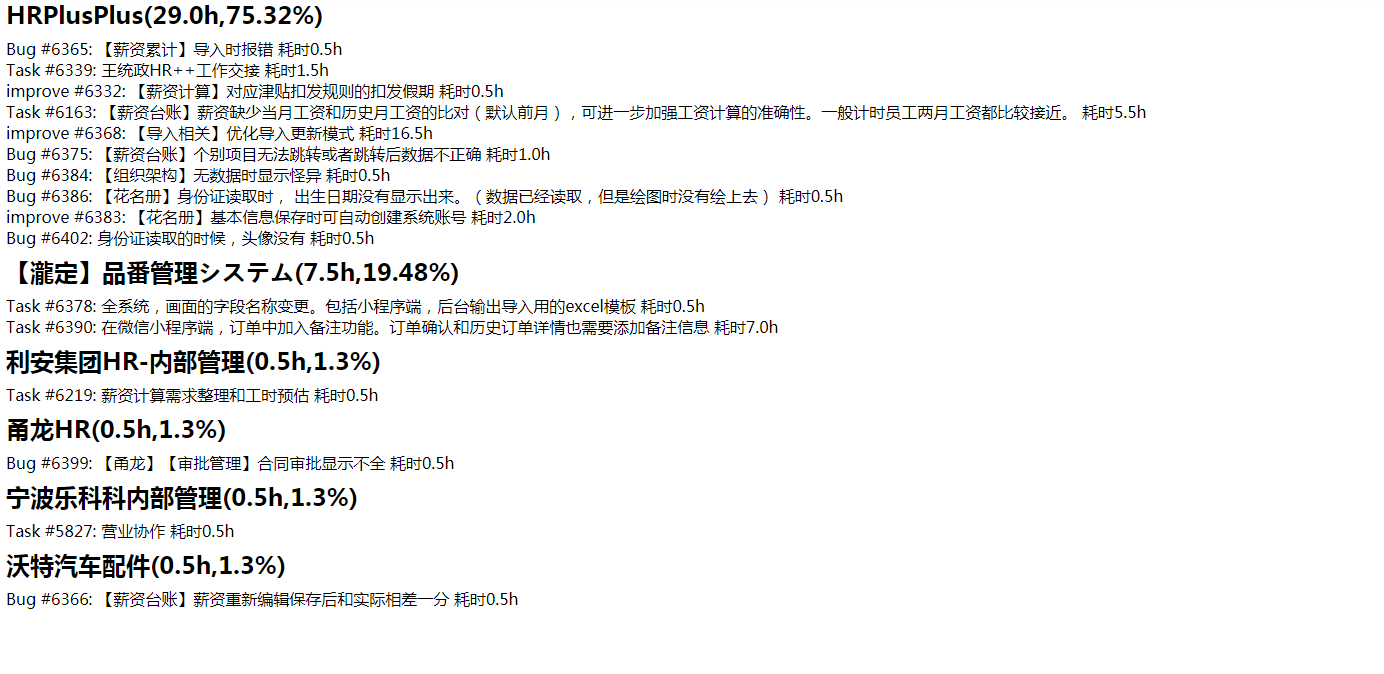 HRPlusPlus(29.0h,75.32%)
Bug #6365: 【薪资累计】导入时报错 耗时0.5h
Task #6339: 王统政HR++工作交接 耗时1.5h
improve #6332: 【薪资计算】对应津贴扣发规则的扣发假期 耗时0.5h
Task #6163: 【薪资台账】薪资缺少当月工资和历史月工资的比对（默认前月），可进一步加强工资计算的准确性。一般计时员工两月工资都比较接近。 耗时5.5h
improve #6368: 【导入相关】优化导入更新模式 耗时16.5h
Bug #6375: 【薪资台账】个别项目无法跳转或者跳转后数据不正确 耗时1.0h
Bug #6384: 【组织架构】无数据时显示怪异 耗时0.5h
Bug #6386: 【花名册】身份证读取时， 出生日期没有显示出来。（数据已经读取，但是绘图时没有绘上去） 耗时0.5h
improve #6383: 【花名册】基本信息保存时可自动创建系统账号 耗时2.0h
Bug #6402: 身份证读取的时候，头像没有 耗时0.5h
【瀧定】品番管理システム(7.5h,19.48%)
Task #6378: 全系统，画面的字段名称变更。包括小程序端，后台输出导入用的excel模板 耗时0.5h
Task #6390: 在微信小程序端，订单中加入备注功能。订单确认和历史订单详情也需要添加备注信息 耗时7.0h
利安集团HR-内部管理(0.5h,1.3%)
Task #6219: 薪资计算需求整理和工时预估 耗时0.5h
甬龙HR(0.5h,1.3%)
Bug #6399: 【甬龙】【审批管理】合同审批显示不全 耗时0.5h
宁波乐科科内部管理(0.5h,1.3%)
Task #5827: 营业协作 耗时0.5h
沃特汽车配件(0.5h,1.3%)
Bug #6366: 【薪资台账】薪资重新编辑保存后和实际相差一分 耗时0.5h